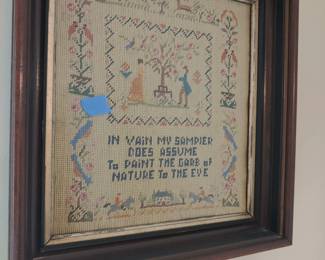 IN VAiN MY SAMPLER
DOES ASSUME
To PAINT THE GARB oF
NATURE To THE EYE